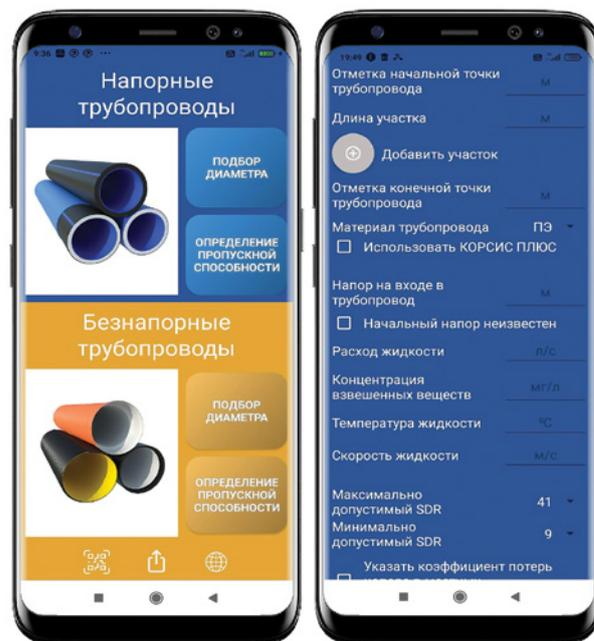 9:36
Напорные
трубопроводы
ПОДБОР
ДИАМЕТРА
ОПРЕДЕЛЕНИЕ
ПРОПУСКНОЙ
СПОСОБНОСТИ
Безнапорные
трубопроводы
ПОДБОР
ДИАМЕТРА
ОПРЕДЕЛЕНИЕ
ПРОПУСКНОЙ
СПОСОБНОСТИ
19:49
Отметка начальной точки
трубопровода м
Длина участка м
Добавить участок
Отметка конечной точки
трубопровода м
Материал трубопровода ПЭ
Использовать КОРСИС ПЛЮС
Напор на входе в
трубопровод м
Начальный напор неизвестен
Расход жидкости л/с
Концентрация
взвешенных веществ мг/л
Температура жидкости °C
Скорость жидкости м/с
Максимально
допустимый SDR 41
Минимально
допустимый SDR 9
Указать коэффициент потерь